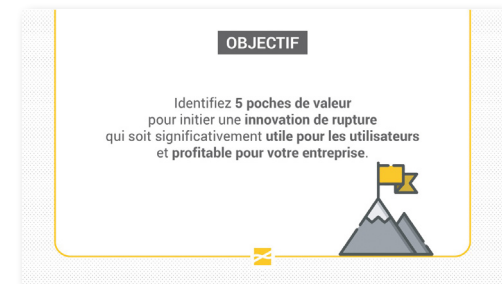 OBJECTIF
Identifiez 5 poches de valeur
pour initier une innovation de rupture
qui soit significativement utile pour les utilisateurs
et profitable pour votre entreprise.